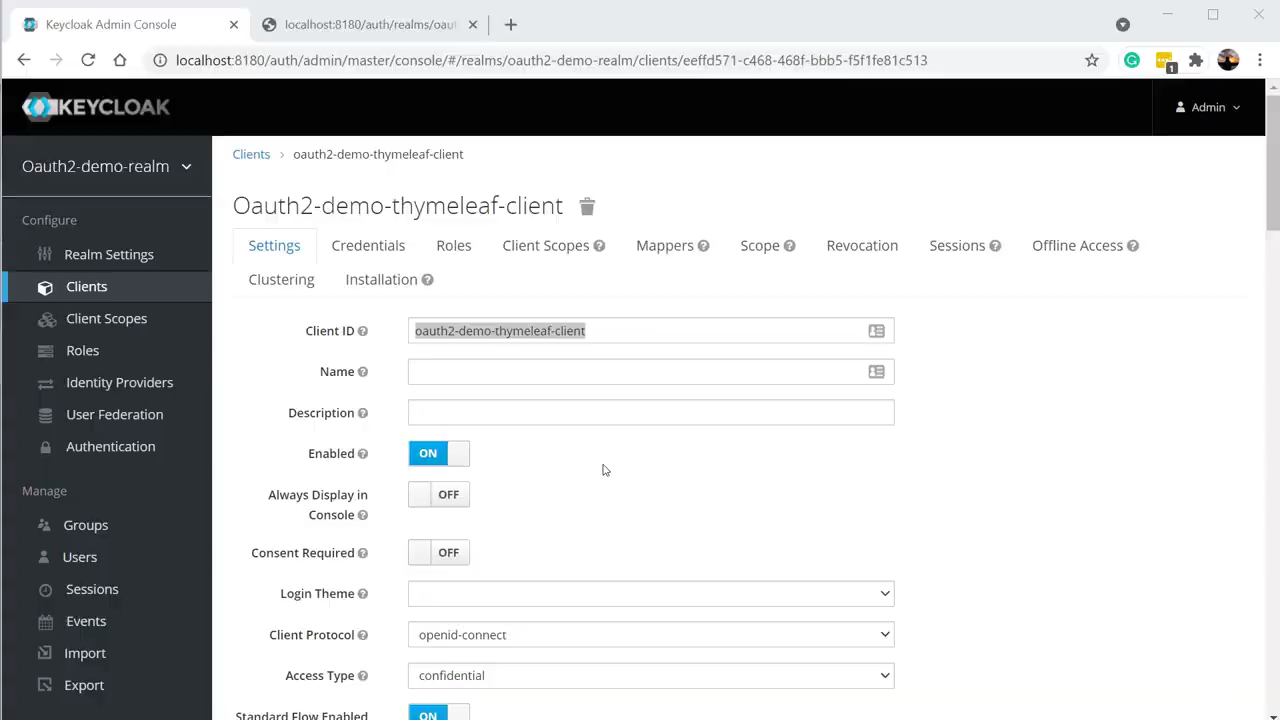 Keycloak Admin Console
localhost:8180/auth/realms/oaut
localhost:8180/auth/admin/master/console/#/realms/oauth2-demo-realm/clients/eeffd571-c468-468f-bbb5-f5f1fe81c513
1
KEYCLOAK
Admin
Oauth2-demo-realm
Clients > oauth2-demo-thymeleaf-client
Oauth2-demo-thymeleaf-client
Configure
Realm Settings
Clients
Client Scopes
Roles
Identity Providers
User Federation
Authentication
Manage
Groups
Users
Sessions
Events
Import
Export
Settings Credentials Roles Client Scopes ? Mappers ? Scope ? Revocation Sessions ? Offline Access ?
Clustering Installation ?
Client ID ? oauth2-demo-thymeleaf-client
Name ?
Description ?
Enabled ? ON
Always Display in
Console ? OFF
Consent Required ? OFF
Login Theme ?
Client Protocol ? openid-connect
Access Type ? confidential
Standard Flow Enabled ON